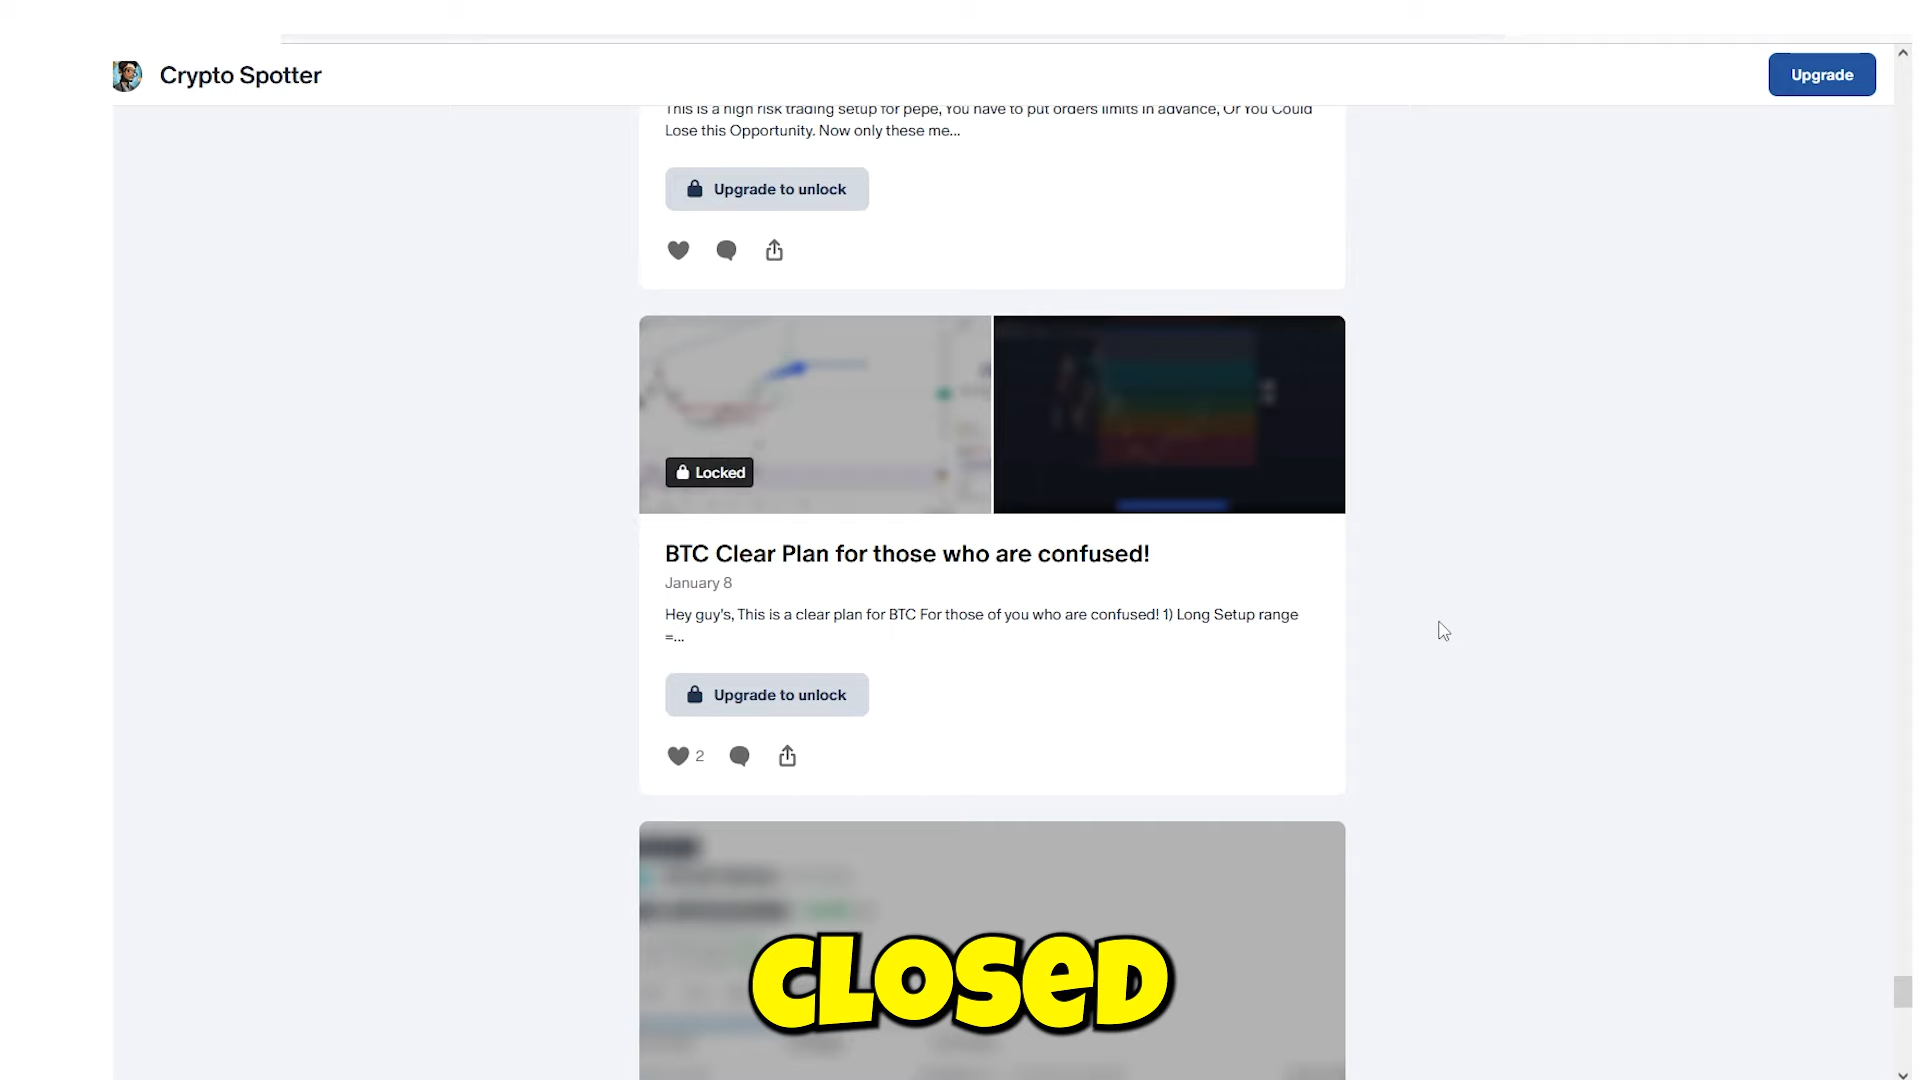 Crypto Spotter
Upgrade
This is a high risk trading setup for pepe, You have to put orders limits in advance, Or You Could
Lose this Opportunity. Now only these me...
Upgrade to unlock
Locked
BTC Clear Plan for those who are confused!
January 8
Hey guy's, This is a clear plan for BTC For those of you who are confused! 1) Long Setup range
=...
Upgrade to unlock
2
CLOSED